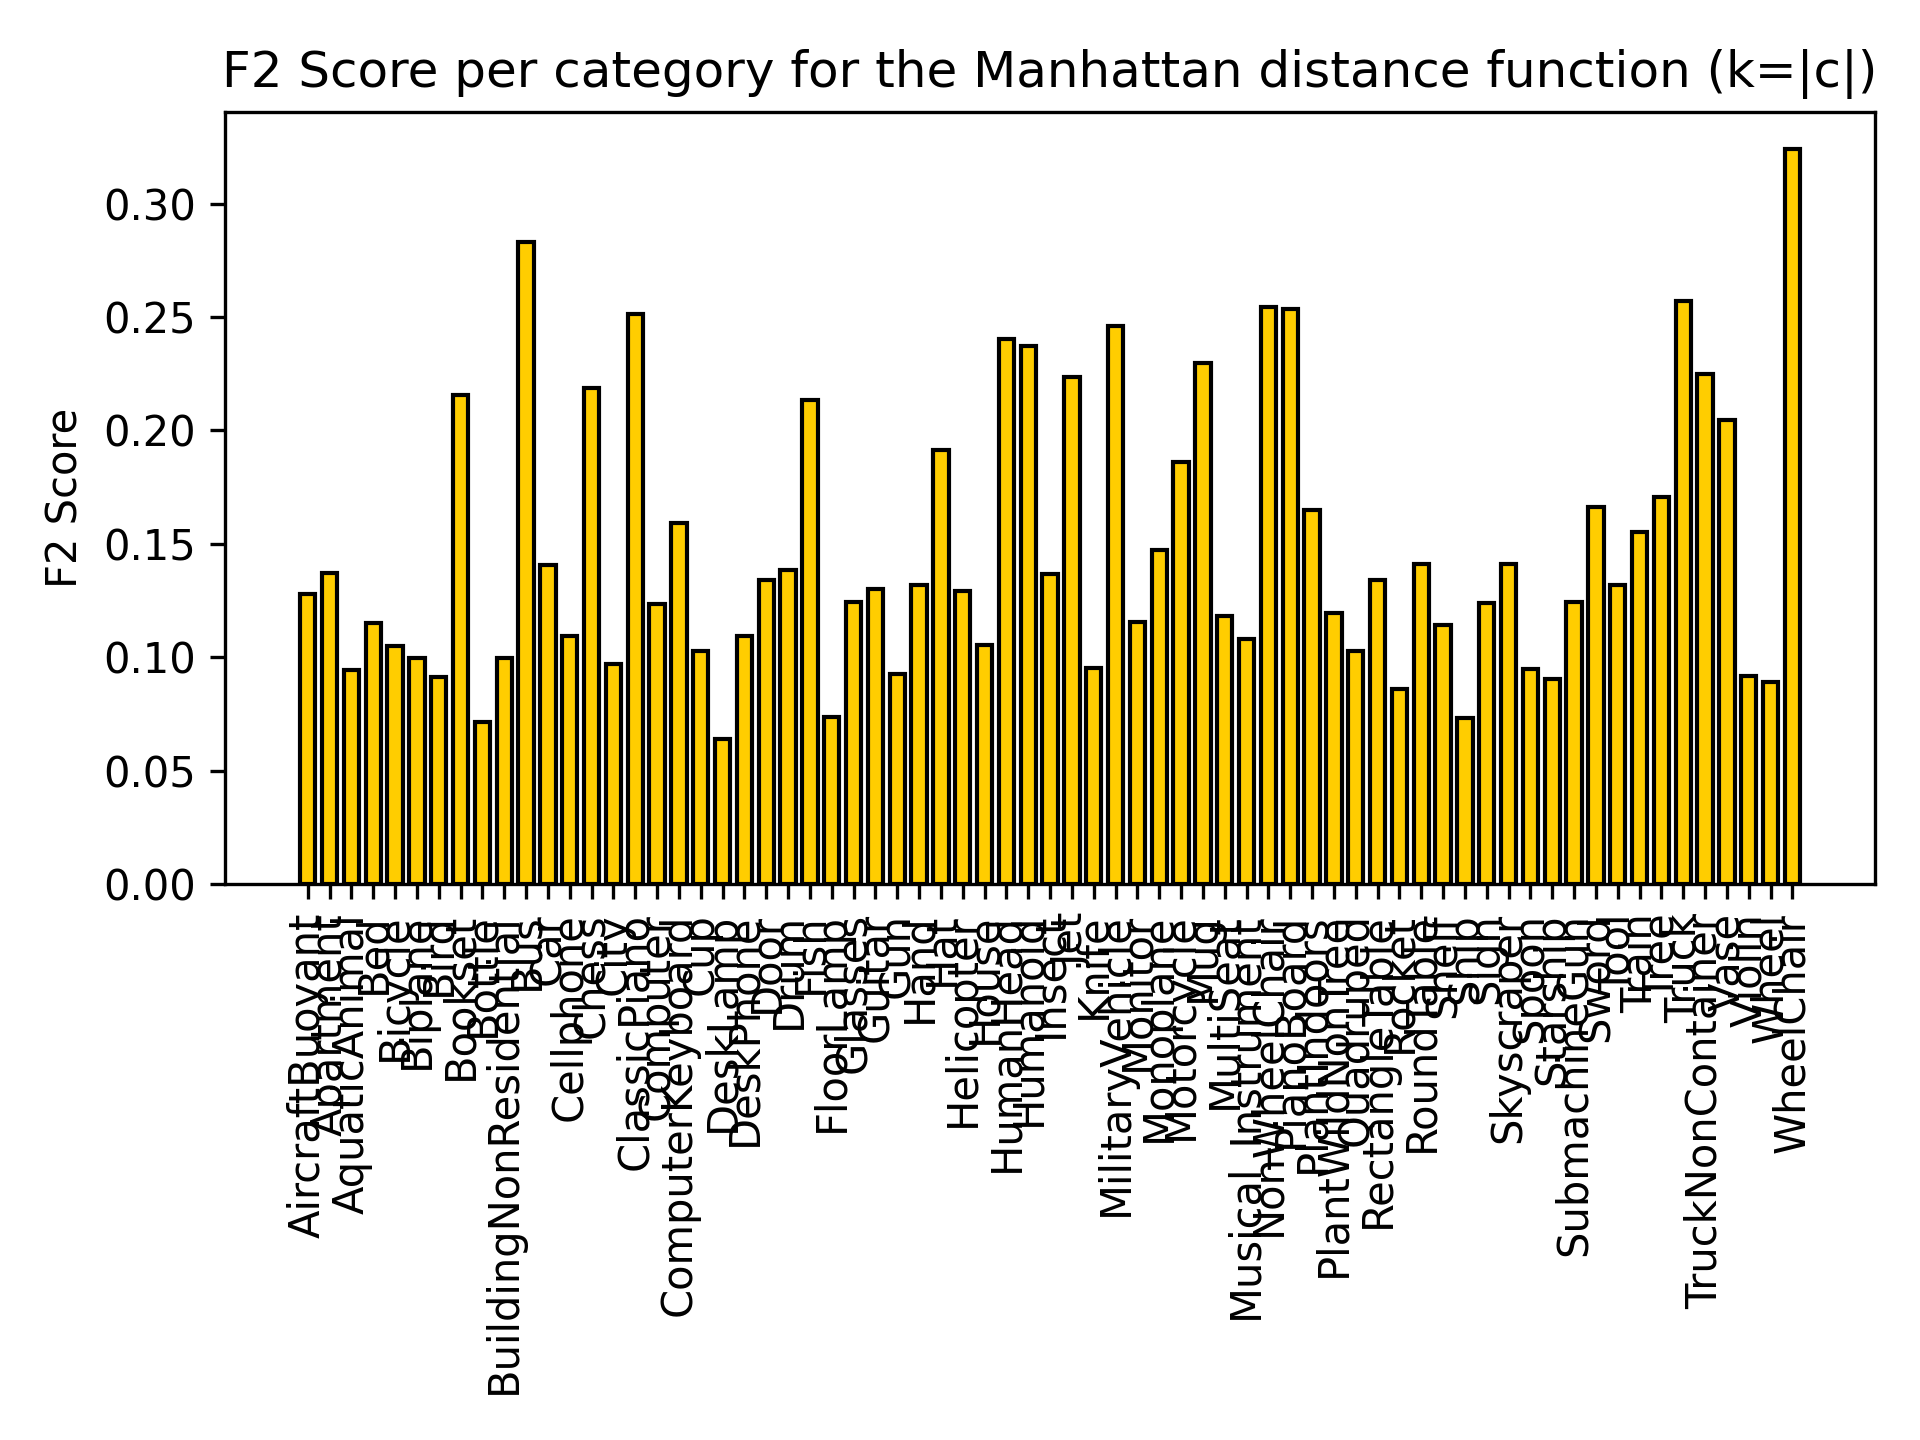 F2 Score per category for the Manhattan distance function (k=|c|)
F2 Score
0.30
0.25
0.20
0.15
0.10
0.05
0.00
AircraftBuoyant
Apartment
AquaticAnimal
Bed
Bicycle
Biplane
Bird
Bookset
Bottle
BuildingNonResidential
Bus
Car
Cellphone
Chess
City
ClassicPiano
Computer
ComputerKeyboard
Cup
DeskLamp
DeskPhone
Door
Drum
Fish
FloorLamp
Glasses
Guitar
Gun
Hand
Hat
Helicopter
House
HumanHead
Humanoid
Insect
Jet
Knife
MilitaryVehicle
Monitor
Monoplane
Motorcycle
Mug
MultiSeat
Musical_Instrument
NonWheelChair
PianoBoard
PlantIndoors
PlantWildNonTree
Quadruped
RectangleTable
Rocket
RoundTable
Shelf
Ship
Sign
Skyscraper
Spoon
Starship
SubmachineGun
Sword
Tool
Train
Tree
Truck
TruckNonContainer
Vase
Violin
Wheel
WheelChair